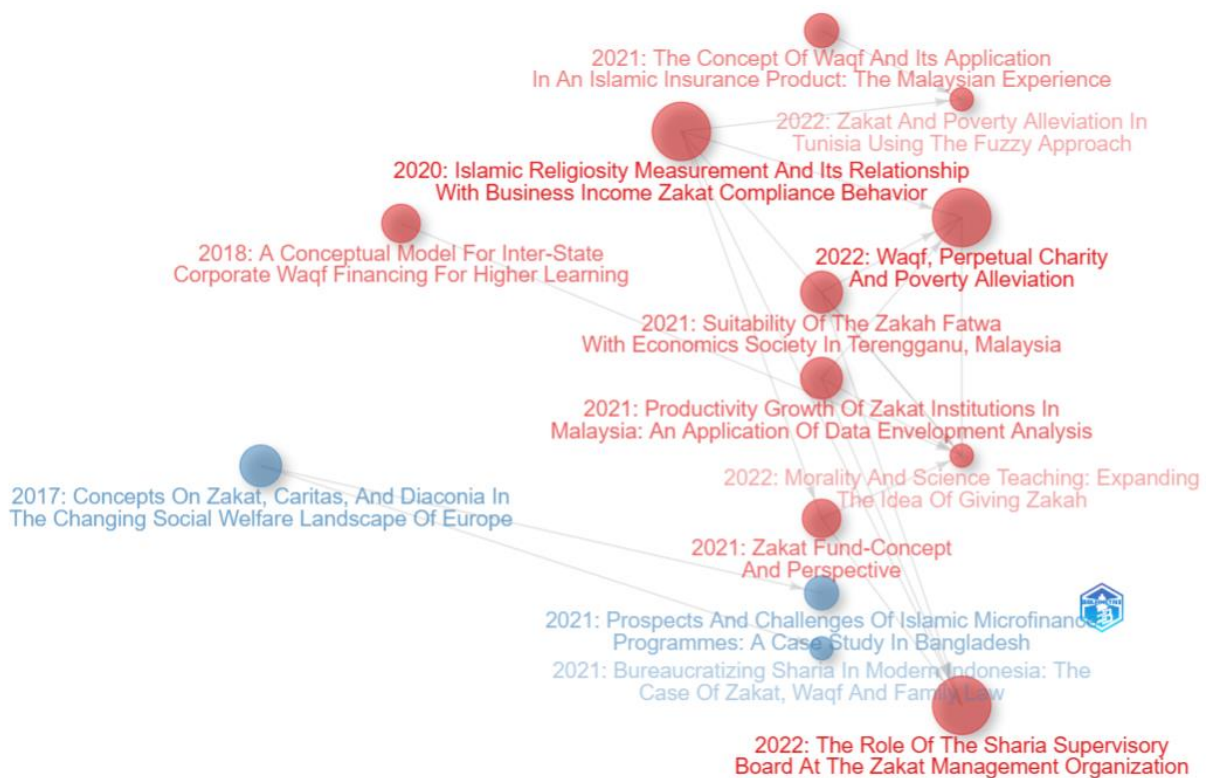 2021: The Concept Of Waqf And Its Application
In An Islamic Insurance Product: The Malaysian Experience
2022: Zakat And Poverty Alleviation In
Tunisia Using The Fuzzy Approach
2020: Islamic Religiosity Measurement And Its Relationship
With Business Income Zakat Compliance Behavior
2018: A Conceptual Model For Inter-State
Corporate Waqf Financing For Higher Learning
2022: Waqf, Perpetual Charity
And Poverty Alleviation
2021: Suitability Of The Zakah Fatwa
With Economics Society In Terengganu, Malaysia
2021: Productivity Growth Of Zakat Institutions In
Malaysia: An Application Of Data Envelopment Analysis
2022: Morality And Science Teaching: Expanding
The Idea Of Giving Zakah
2017: Concepts On Zakat, Caritas, And Diaconia In
The Changing Social Welfare Landscape Of Europe
2021: Zakat Fund-Concept
And Perspective
2021: Prospects And Challenges Of Islamic Microfinance
Programmes: A Case Study In Bangladesh
2021: Bureaucratizing Sharia In Modern Indonesia: The
Case Of Zakat, Waqf And Family Law
2022: The Role Of The Sharia Supervisory
Board At The Zakat Management Organization